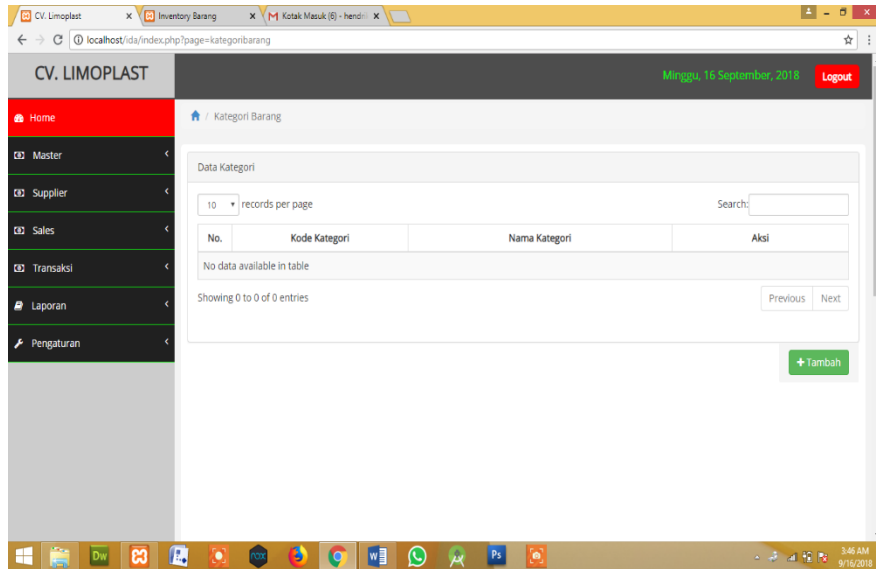 CV. Limoplast
Inventory Barang
Kotak Masuk (6) - hendri
localhost/ida/index.php?page=kategoribarang
CV. LIMOPLAST
Minggu, 16 September, 2018
Logout
Home
Master
Supplier
Sales
Transaksi
Laporan
Pengaturan
/ Kategori Barang
Data Kategori
10 records per page
Search:
No. Kode Kategori Nama Kategori Aksi
No data available in table
Showing 0 to 0 of 0 entries
Previous Next
+ Tambah
Dw
nox
W
Ps
3:46 AM
9/16/2018